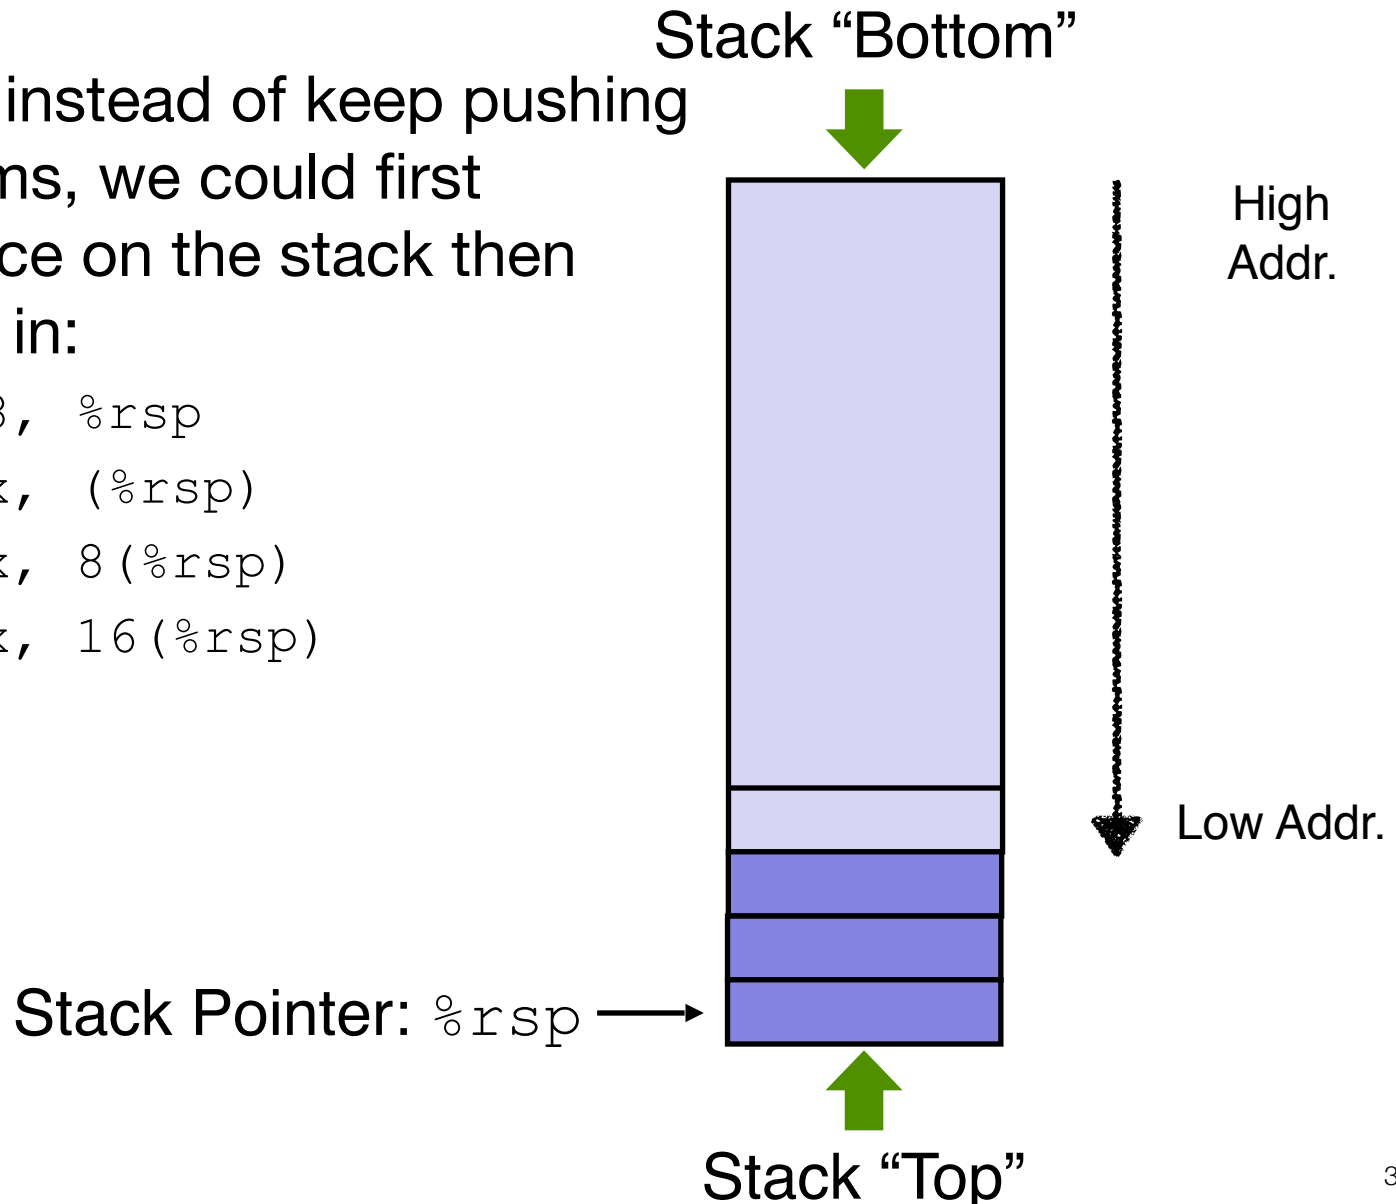 Stack “Bottom”
instead of keep pushing
ms, we could first
ce on the stack then
in:
, %rsp
, (%rsp)
, 8(%rsp)
, 16(%rsp)
High
Addr.
Low Addr.
Stack Pointer: %rsp
Stack “Top”
3